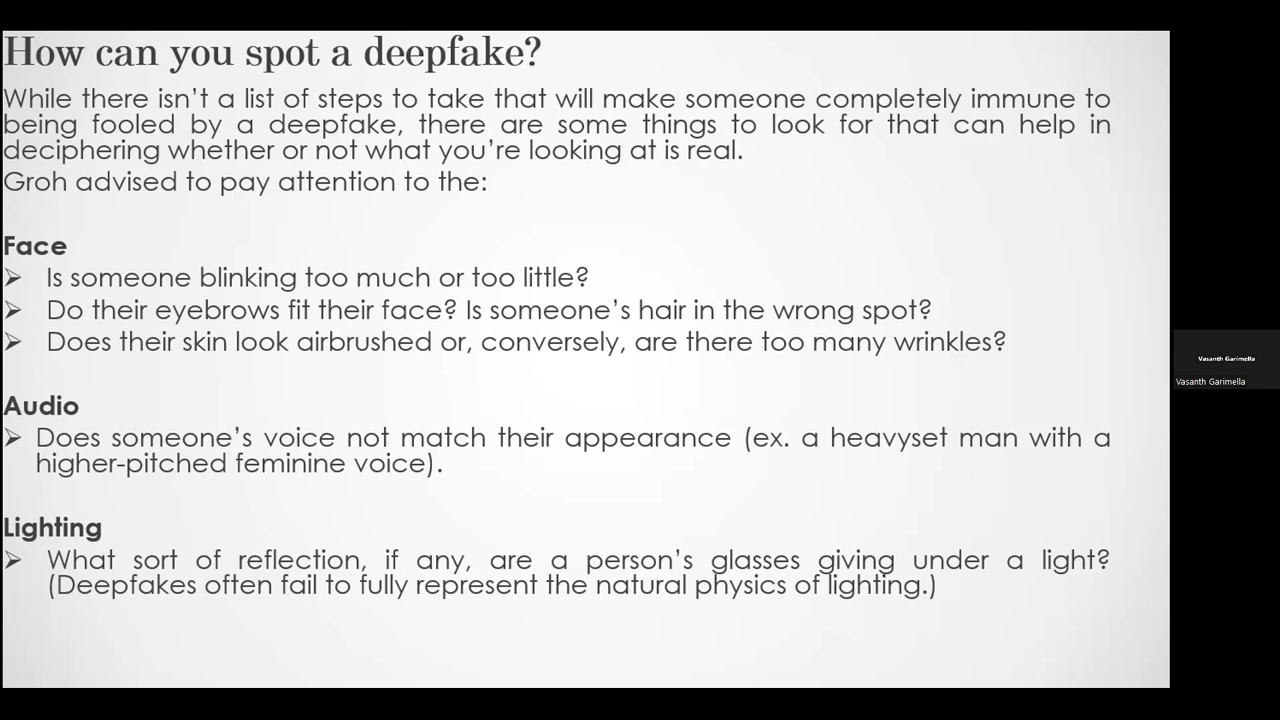 How can you spot a deepfake?
While there isn’t a list of steps to take that will make someone completely immune to
being fooled by a deepfake, there are some things to look for that can help in
deciphering whether or not what you’re looking at is real.
Groh advised to pay attention to the:
Face
➢ Is someone blinking too much or too little?
➢ Do their eyebrows fit their face? Is someone’s hair in the wrong spot?
➢ Does their skin look airbrushed or, conversely, are there too many wrinkles?
Audio
➢ Does someone’s voice not match their appearance (ex. a heavyset man with a
higher-pitched feminine voice).
Lighting
➢ What sort of reflection, if any, are a person’s glasses giving under a light?
(Deepfakes often fail to fully represent the natural physics of lighting.)
Vasanth Garimella
Vasanth Garimella